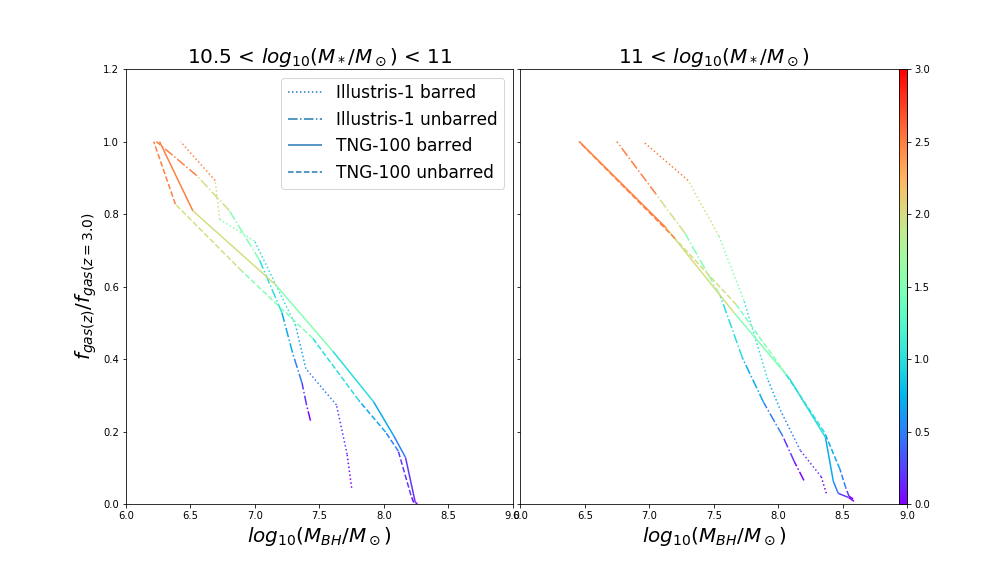 10.5 < log₁₀(M∗/M⊙) < 11
11 < log₁₀(M∗/M⊙)
1.2
1.0
0.8
0.6
0.4
0.2
0.0
f_gas(z)/f_gas(z = 3.0)
Illustris-1 barred
Illustris-1 unbarred
TNG-100 barred
TNG-100 unbarred
6.0 6.5 7.0 7.5 8.0 8.5 9.0
6.0 6.5 7.0 7.5 8.0 8.5 9.0
log₁₀(M_BH/M⊙)
log₁₀(M_BH/M⊙)
3.0
2.5
2.0
1.5
1.0
0.5
0.0